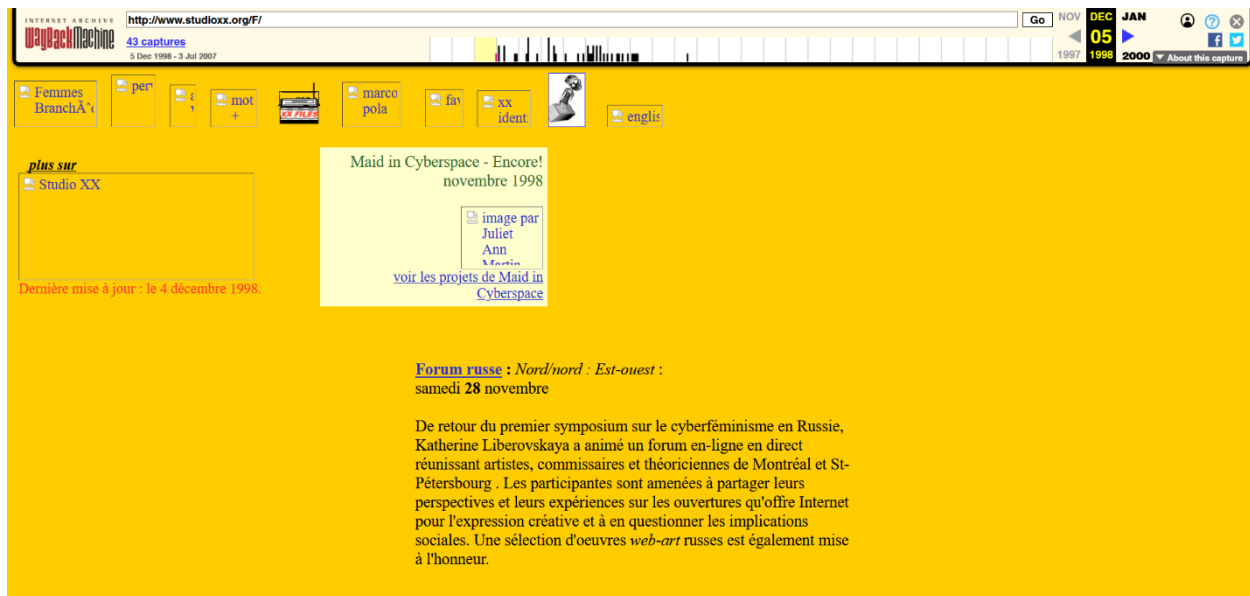 INTERNET ARCHIVE
WayBackMachine
http://www.studioxx.org/F/
Go
43 captures
5 Dec 1998 - 3 Jul 2007
NOV DEC JAN
05
1997 1998 2000
About this capture
Femmes
BranchÃˆ
per
mot
+
XX FILES
marco
pola
fav
xx
ident
englis
plus sur
Studio XX
Dernière mise à jour : le 4 décembre 1998.
Maid in Cyberspace - Encore!
novembre 1998
image par
Juliet
Ann
Martin
voir les projets de Maid in
Cyberspace
Forum russe : Nord/nord : Est-ouest :
samedi 28 novembre
De retour du premier symposium sur le cyberféminisme en Russie,
Katherine Liberovskaya a animé un forum en-ligne en direct
réunissant artistes, commissaires et théoriciennes de Montréal et St-
Pétersbourg . Les participantes sont amenées à partager leurs
perspectives et leurs expériences sur les ouvertures qu'offre Internet
pour l'expression créative et à en questionner les implications
sociales. Une sélection d'oeuvres web-art russes est également mise
à l'honneur.